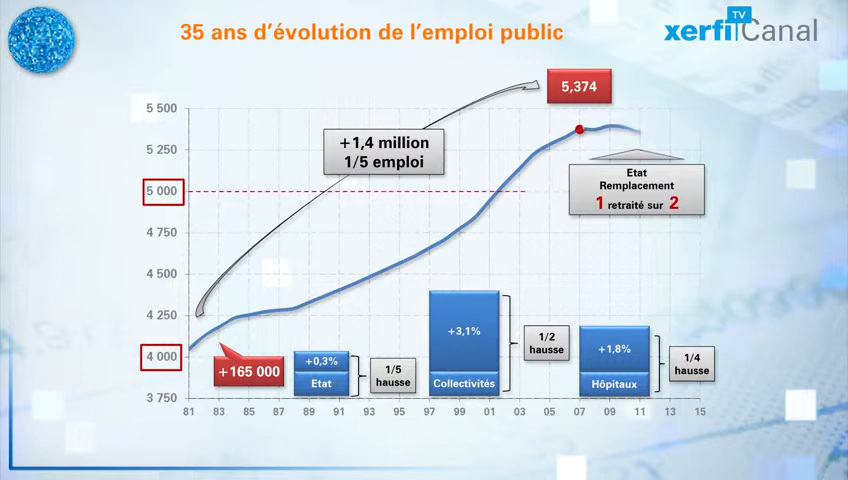 35 ans d'évolution de l'emploi public
xerfi TV Canal
5,374
5 500
+1,4 million
1/5 emploi
5 250
Etat
Remplacement
1 retraité sur 2
5 000
4 750
4 500
4 250
+3,1%
1/2
hausse
+1,8%
4 000
+0,3%
1/4
hausse
+165 000
1/5
hausse
Etat
Collectivités
Hôpitaux
3 750
81 83 85 87 89 91 93 95 97 99 01 03 05 07 09 11 13 15